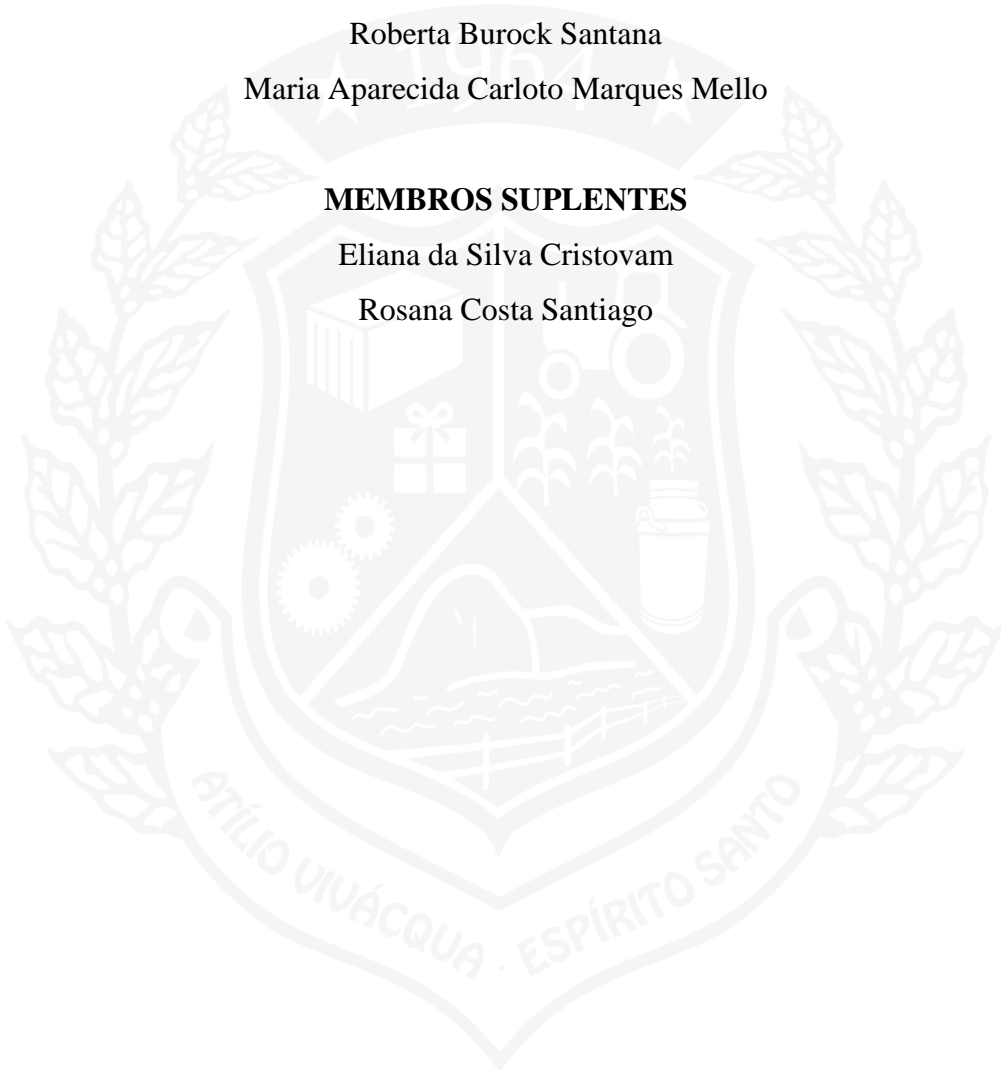 Roberta Burock Santana
Maria Aparecida Carloto Marques Mello
MEMBROS SUPLENTES
Eliana da Silva Cristovam
Rosana Costa Santiago
1964
ATÍLIO VIVÁCQUA · ESPÍRITO SANTO